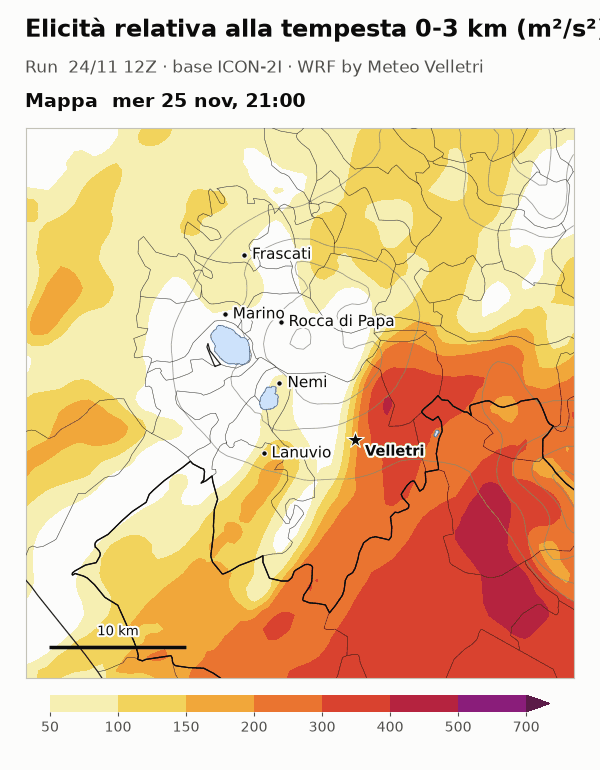 Elicità relativa alla tempesta 0-3 km (m²/s²)
Run 24/11 12Z · base ICON-2I · WRF by Meteo Velletri
Mappa mer 25 nov, 21:00
Frascati
Marino
Rocca di Papa
Nemi
Velletri
Lanuvio
10 km
50 100 150 200 300 400 500 700